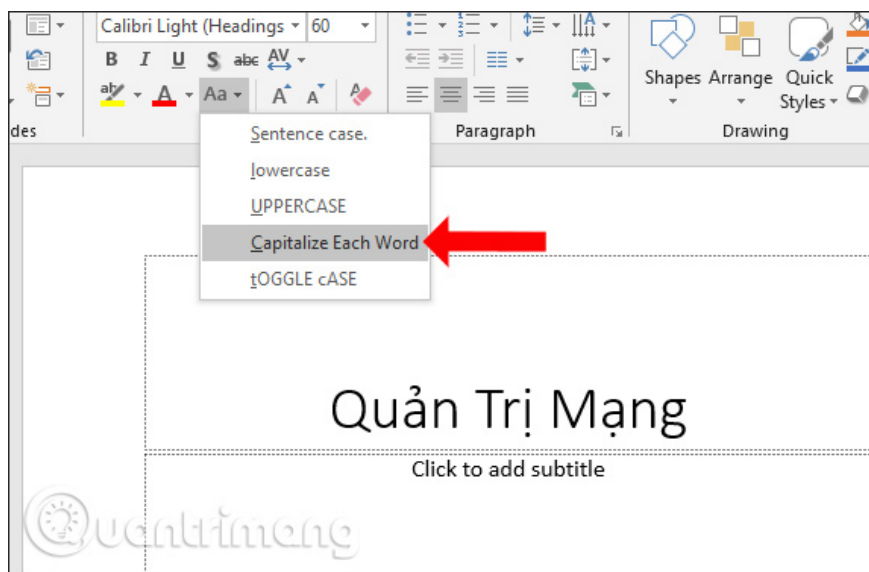 Calibri Light (Headings 60
B I U S abc AV
aby A Aa A A
Shapes Arrange Quick Styles
des Paragraph Drawing
Sentence case.
lowercase
UPPERCASE
Capitalize Each Word
tOGGLE cASE
Quản Trị Mạng
Click to add subtitle
Quantrimang